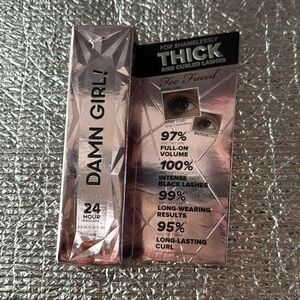 DAMN GIRL!
24
HOUR
FOR SHAMELESSLY
THICK
AND CURLED LASHES
Too Faced
Before
97%
FULL-ON
VOLUME
100%
INTENSE
BLACK LASHES
99%
LONG-WEARING
RESULTS
95%
LONG-LASTING
CURL